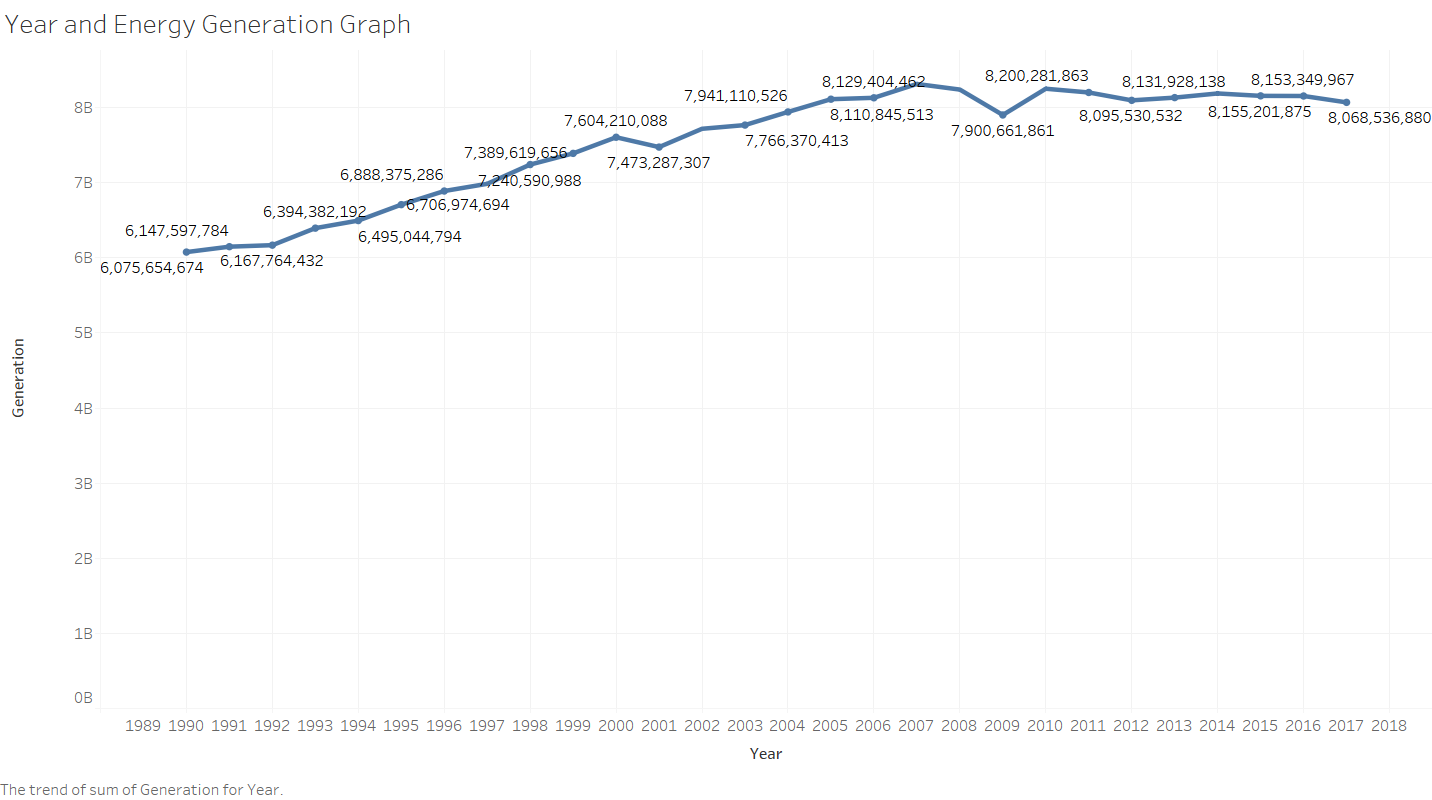 Year and Energy Generation Graph
8,129,404,462
8,200,281,863
8,131,928,138
8,153,349,967
7,941,110,526
8B
8,110,845,513
8,155,201,875
8,095,530,532
8,068,536,880
7,604,210,088
7,900,661,861
7,766,370,413
7,389,619,656
7,473,287,307
6,888,375,286
7,240,590,988
7B
6,706,974,694
6,394,382,192
6,147,597,784
6,495,044,794
6B
6,167,764,432
6,075,654,674
5B
Generation
4B
3B
2B
1B
0B
1989 1990 1991 1992 1993 1994 1995 1996 1997 1998 1999 2000 2001 2002 2003 2004 2005 2006 2007 2008 2009 2010 2011 2012 2013 2014 2015 2016 2017 2018
Year
The trend of sum of Generation for Year.